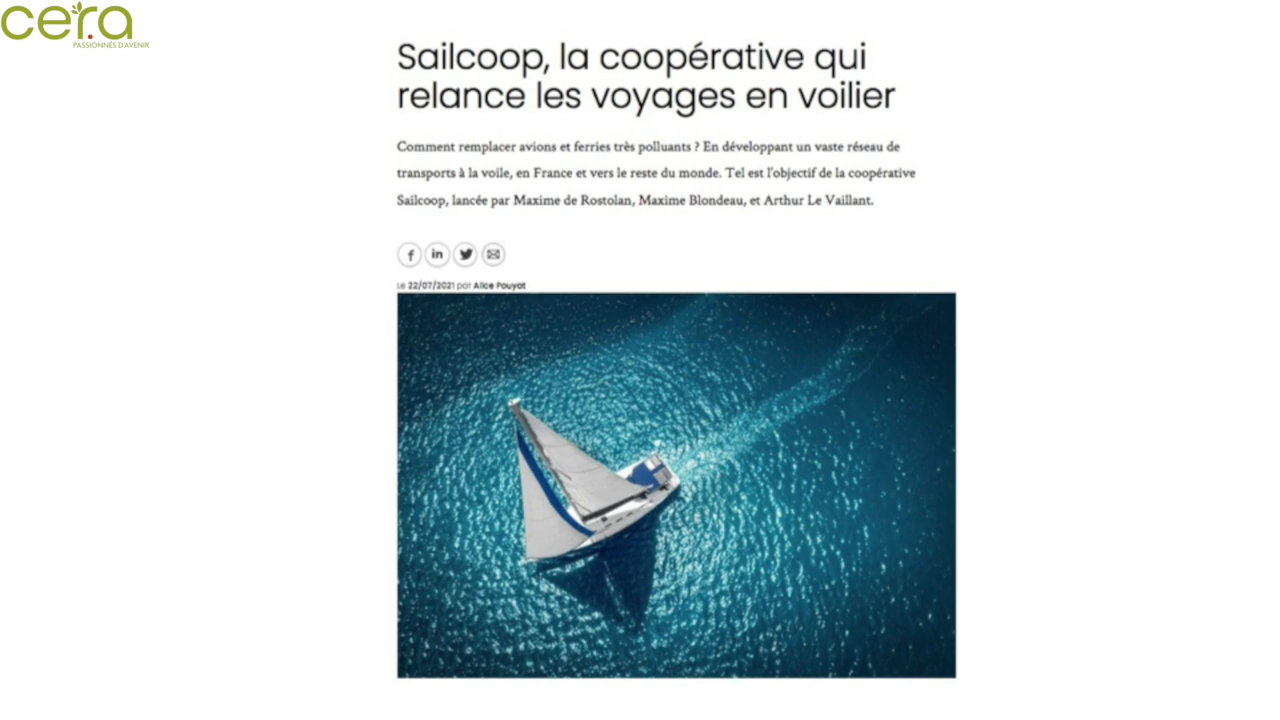 cera
PASSIONNÉS D'AVENIR
Sailcoop, la coopérative qui
relance les voyages en voilier
Comment remplacer avions et ferries très polluants ? En développant un vaste réseau de
transports à la voile, en France et vers le reste du monde. Tel est l'objectif de la coopérative
Sailcoop, lancée par Maxime de Rostolan, Maxime Blondeau, et Arthur Le Vaillant.
f in
Le 22/07/2021 par Alice Pouyat